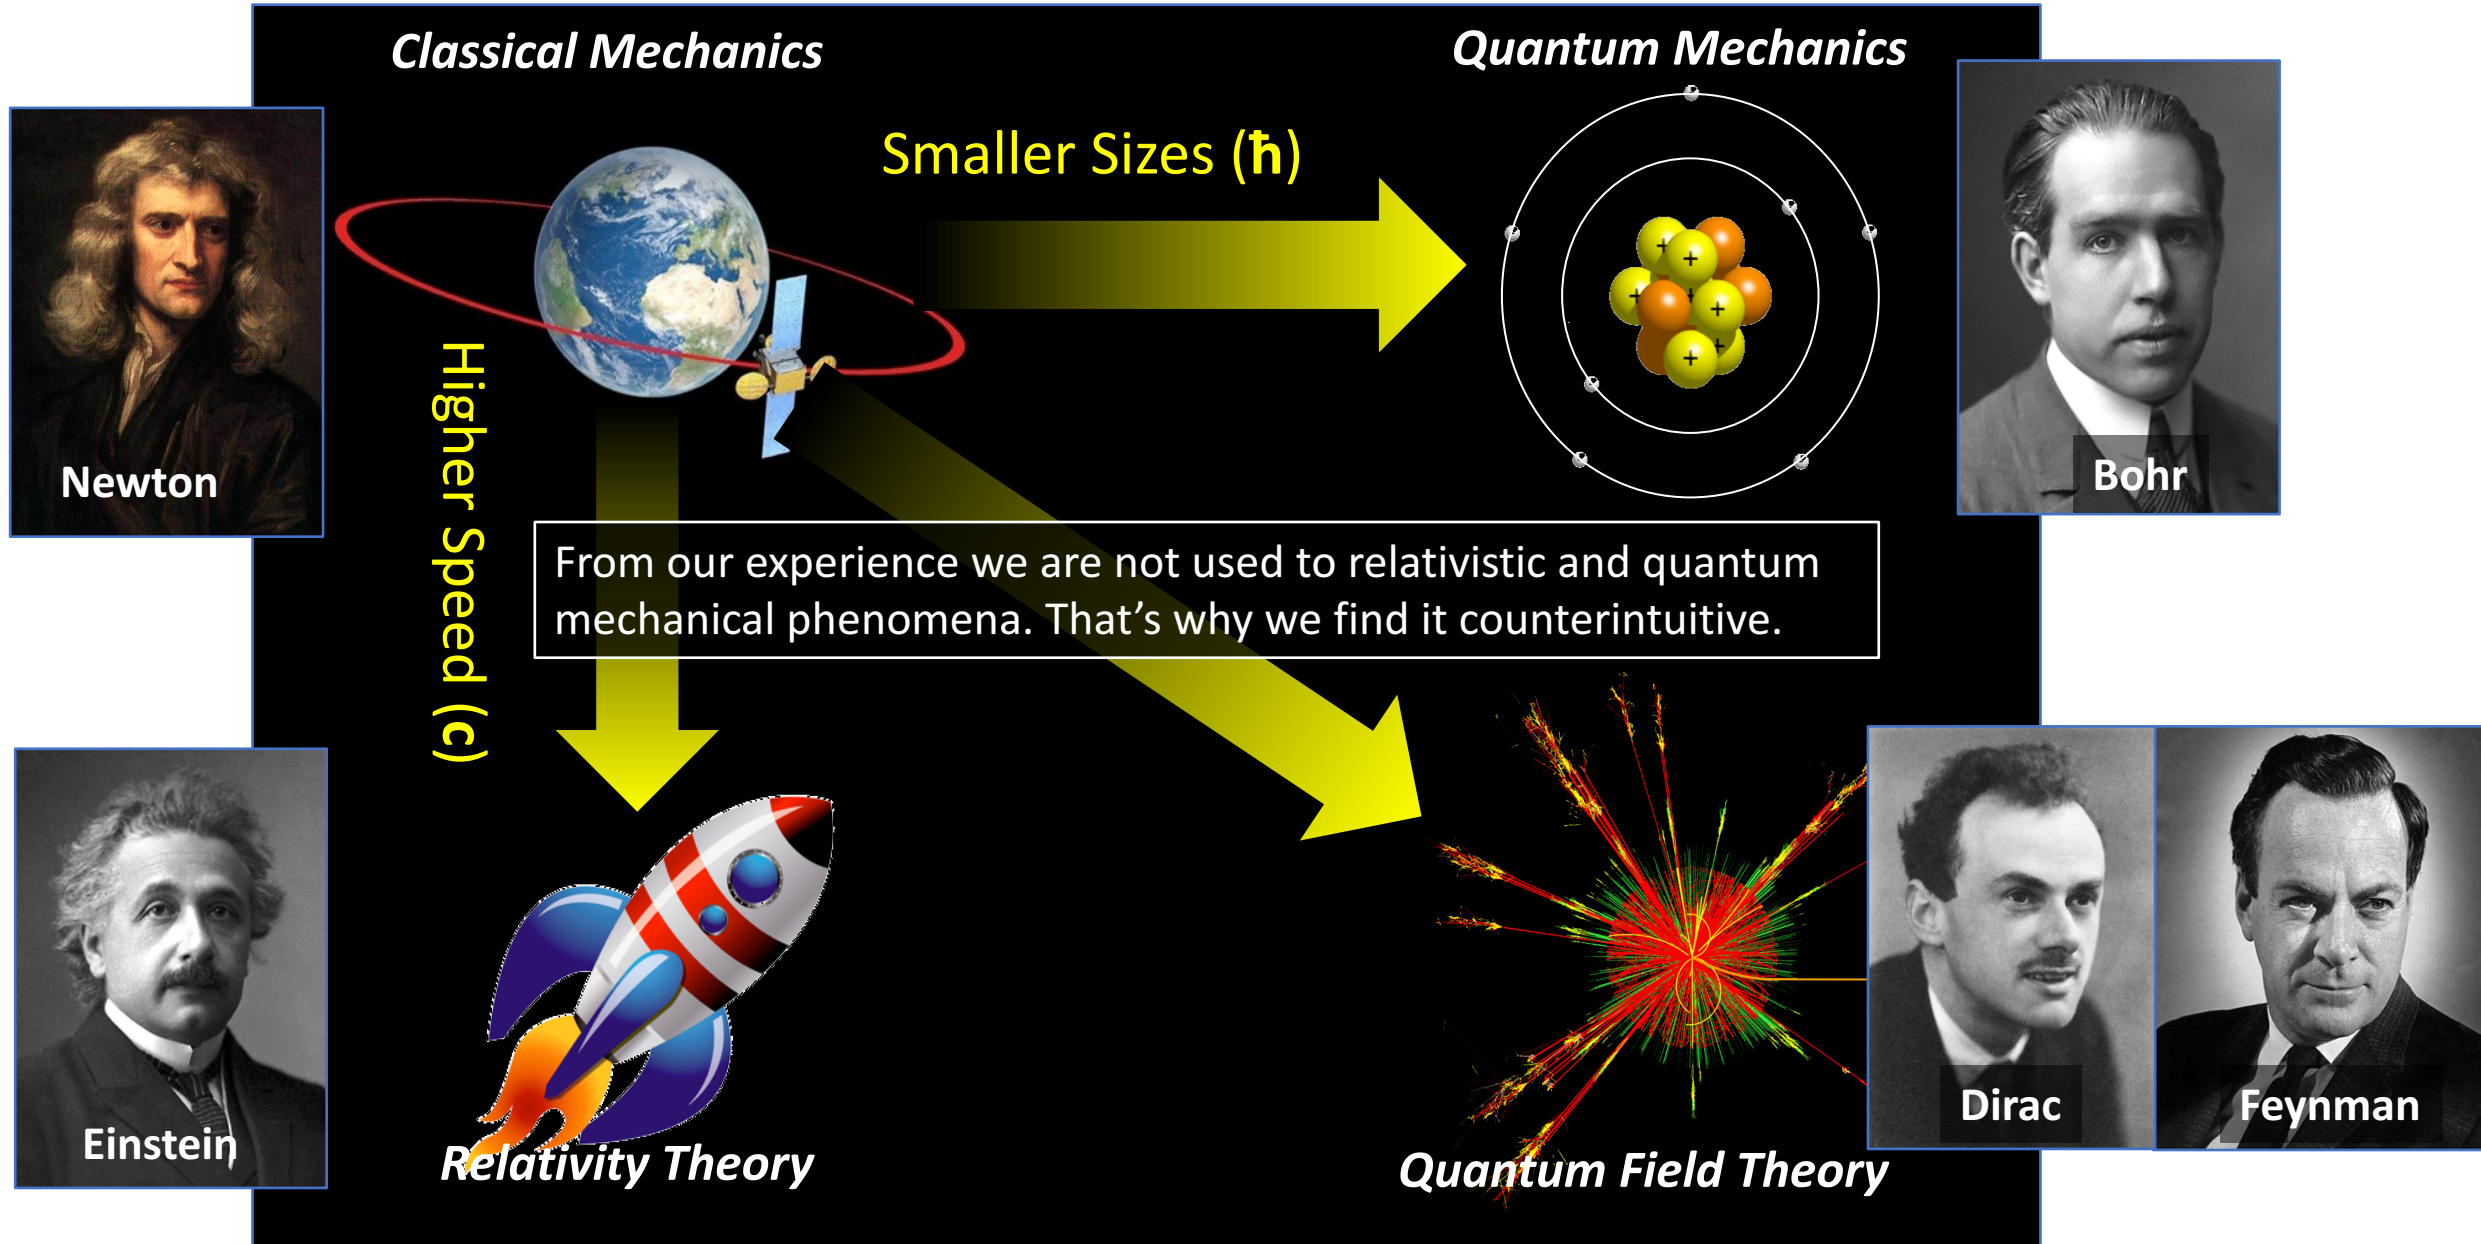 Classical Mechanics
Quantum Mechanics
Smaller Sizes (ħ)
Newton
Bohr
Higher Speed (c)
From our experience we are not used to relativistic and quantum
mechanical phenomena. That’s why we find it counterintuitive.
+
+
+
+
+
+
+
Einstein
Dirac
Feynman
Relativity Theory
Quantum Field Theory